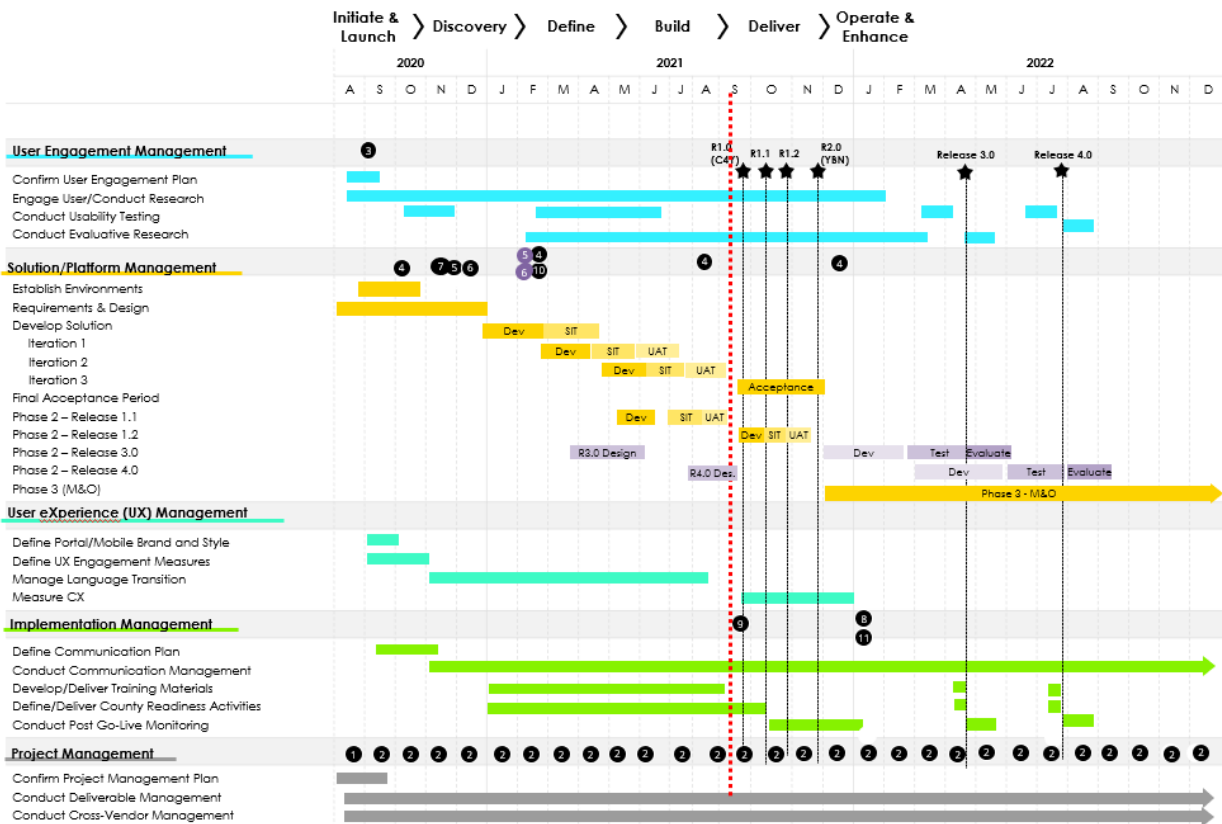 Initiate & Launch Discovery Define Build Deliver Operate & Enhance
2020 2021 2022
A S O N D J F M A M J J A S O N D J F M A M J J A S O N D
User Engagement Management 3 R1.0 (C4Y) R1.1 R1.2 R2.0 (YBN) Release 3.0 Release 4.0
Confirm User Engagement Plan
Engage User/Conduct Research
Conduct Usability Testing
Conduct Evaluative Research
Solution/Platform Management 4 7 5 6 5 4 6 10 4 4
Establish Environments
Requirements & Design
Develop Solution Dev SIT
Iteration 1 Dev SIT UAT
Iteration 2 Dev SIT UAT
Iteration 3
Final Acceptance Period Acceptance
Phase 2 – Release 1.1 Dev SIT UAT
Phase 2 – Release 1.2 Dev SIT UAT
Phase 2 – Release 3.0 R3.0 Design Dev Test Evaluate
Phase 2 – Release 4.0 R4.0 Des. Dev Test Evaluate
Phase 3 (M&O) Phase 3 - M&O
User eXperience (UX) Management
Define Portal/Mobile Brand and Style
Define UX Engagement Measures
Manage Language Transition
Measure CX
Implementation Management 9 8 11
Define Communication Plan
Conduct Communication Management
Develop/Deliver Training Materials
Define/Deliver County Readiness Activities
Conduct Post Go-Live Monitoring
Project Management 1 2 2 2 2 2 2 2 2 2 2 2 2 2 2 2 2 2 2 2 2 2 2 2 2 2 2 2 2
Confirm Project Management Plan
Conduct Deliverable Management
Conduct Cross-Vendor Management